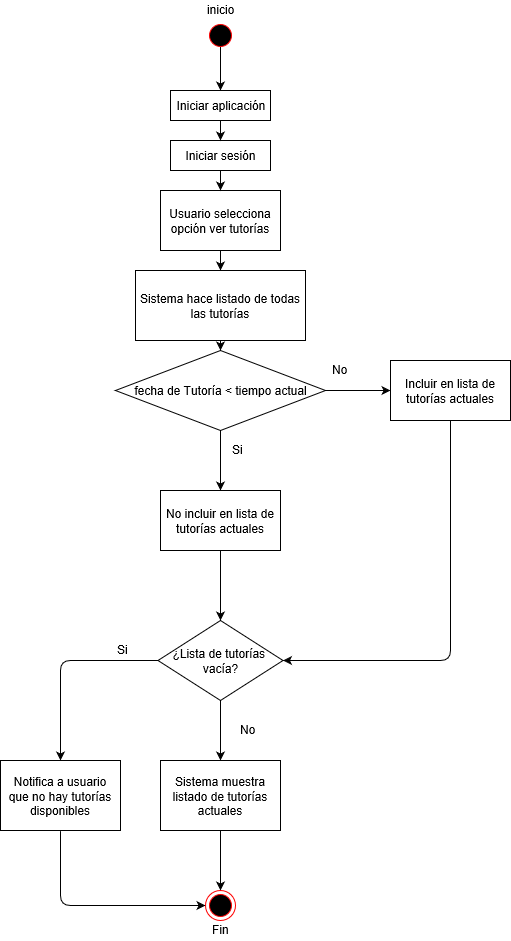 inicio
Iniciar aplicación
Iniciar sesión
Usuario selecciona
opción ver tutorías
Sistema hace listado de todas
las tutorías
fecha de Tutoría < tiempo actual
No
Incluir en lista de
tutorías actuales
Si
No incluir en lista de
tutorías actuales
¿Lista de tutorías
vacía?
Si
No
Notifica a usuario
que no hay tutorías
disponibles
Sistema muestra
listado de tutorías
actuales
Fin